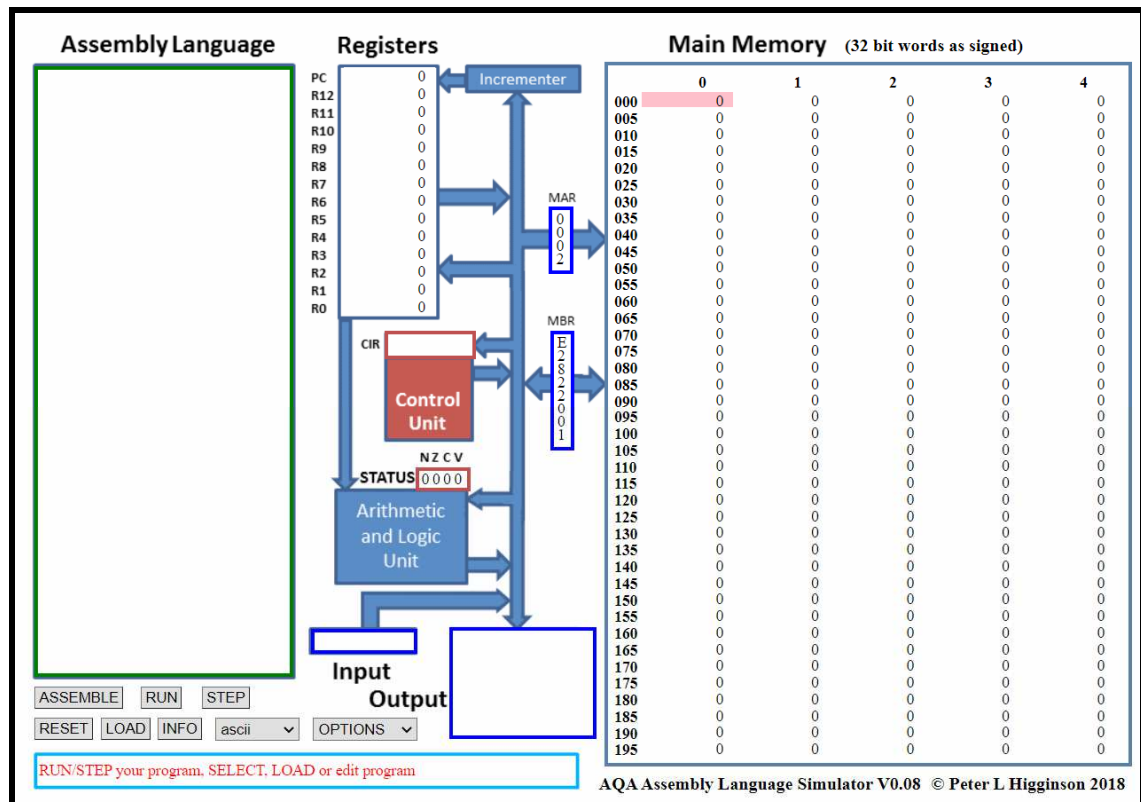 Assembly Language
Registers
PC 0
R12 0
R11 0
R10 0
R9 0
R8 0
R7 0
R6 0
R5 0
R4 0
R3 0
R2 0
R1 0
R0 0
Incrementer
MAR
0
0
0
2
MBR
E
2
8
2
2
0
0
1
CIR
Control
Unit
N Z C V
STATUS 0 0 0 0
Arithmetic
and Logic
Unit
Input
Output
ASSEMBLE RUN STEP
RESET LOAD INFO ascii OPTIONS
RUN/STEP your program, SELECT, LOAD or edit program
Main Memory (32 bit words as signed)
0 1 2 3 4
000 0 0 0 0 0
005 0 0 0 0 0
010 0 0 0 0 0
015 0 0 0 0 0
020 0 0 0 0 0
025 0 0 0 0 0
030 0 0 0 0 0
035 0 0 0 0 0
040 0 0 0 0 0
045 0 0 0 0 0
050 0 0 0 0 0
055 0 0 0 0 0
060 0 0 0 0 0
065 0 0 0 0 0
070 0 0 0 0 0
075 0 0 0 0 0
080 0 0 0 0 0
085 0 0 0 0 0
090 0 0 0 0 0
095 0 0 0 0 0
100 0 0 0 0 0
105 0 0 0 0 0
110 0 0 0 0 0
115 0 0 0 0 0
120 0 0 0 0 0
125 0 0 0 0 0
130 0 0 0 0 0
135 0 0 0 0 0
140 0 0 0 0 0
145 0 0 0 0 0
150 0 0 0 0 0
155 0 0 0 0 0
160 0 0 0 0 0
165 0 0 0 0 0
170 0 0 0 0 0
175 0 0 0 0 0
180 0 0 0 0 0
185 0 0 0 0 0
190 0 0 0 0 0
195 0 0 0 0 0
AQA Assembly Language Simulator V0.08 © Peter L Higginson 2018